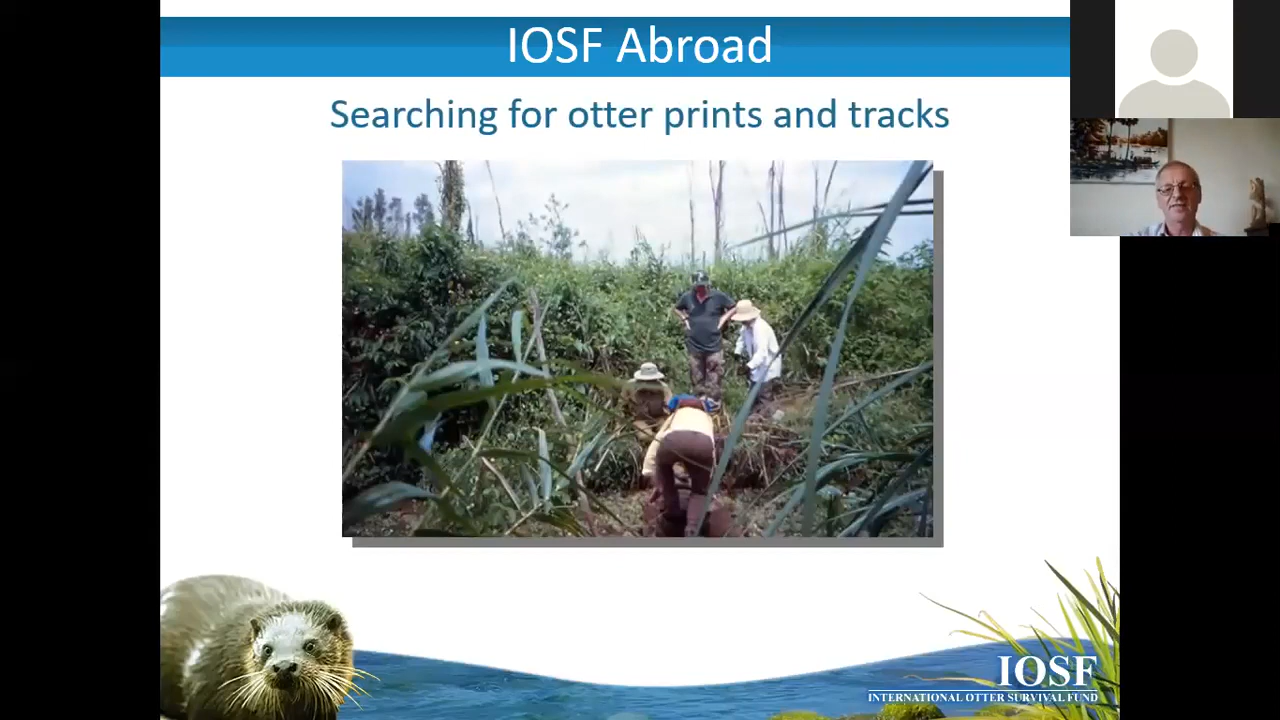 IOSF Abroad
Searching for otter prints and tracks
IOSF
INTERNATIONAL OTTER SURVIVAL FUND